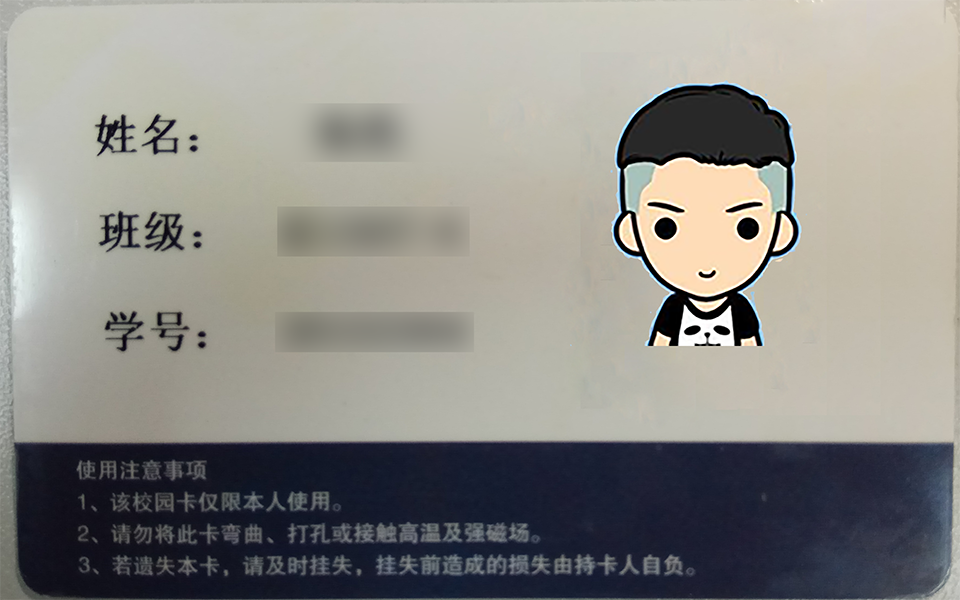 姓名：
班级：
学号：
使用注意事项
1、该校园卡仅限本人使用。
2、请勿将此卡弯曲、打孔或接触高温及强磁场。
3、若遗失本卡，请及时挂失，挂失前造成的损失由持卡人自负。